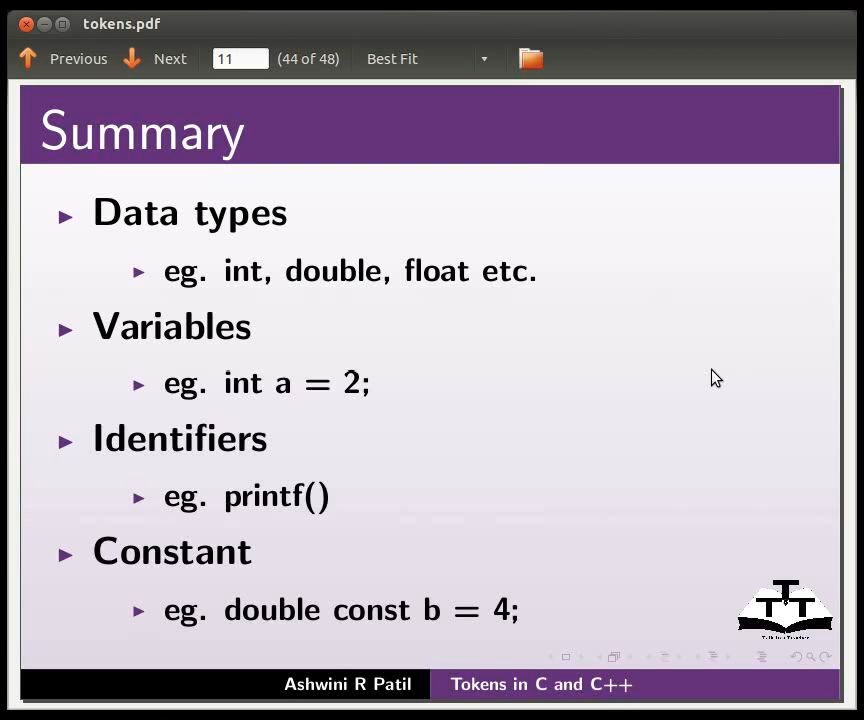 tokens.pdf
Previous Next 11 (44 of 48) Best Fit
Summary
Data types
eg. int, double, float etc.
Variables
eg. int a = 2;
Identifiers
eg. printf()
Constant
eg. double const b = 4;
T T T
Ashwini R Patil Tokens in C and C++